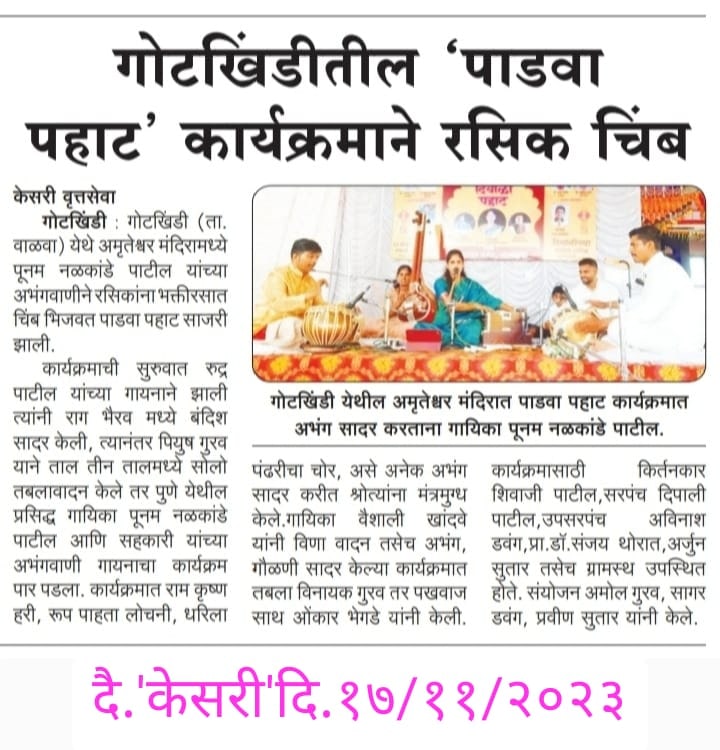 गोटखिंडीतील ‘पाडवा
पहाट’ कार्यक्रमाने रसिक चिंब
केसरी वृत्तसेवा
गोटखिंडी : गोटखिंडी (ता.
वाळवा) येथे अमृतेश्वर मंदिरामध्ये
पूनम नळकांडे पाटील यांच्या
अभंगवाणीने रसिकांना भक्तीरसात
चिंब भिजवत पाडवा पहाट साजरी
झाली.
कार्यक्रमाची सुरुवात रुद्र
पाटील यांच्या गायनाने झाली
त्यांनी राग भैरव मध्ये बंदिश
सादर केली, त्यानंतर पियुष गुरव
याने ताल तीन तालमध्ये सोलो
तबलावादन केले तर पुणे येथील
प्रसिद्ध गायिका पूनम नळकांडे
पाटील आणि सहकारी यांच्या
अभंगवाणी गायनाचा कार्यक्रम
पार पडला. कार्यक्रमात राम कृष्ण
हरी, रूप पाहता लोचनी, धरिला
दिवाळी
पहाट
गोटखिंडी येथील अमृतेश्वर मंदिरात पाडवा पहाट कार्यक्रमात
अभंग सादर करताना गायिका पूनम नळकांडे पाटील.
पंढरीचा चोर, असे अनेक अभंग
सादर करीत श्रोत्यांना मंत्रमुग्ध
केले.गायिका वैशाली खांदवे
यांनी विणा वादन तसेच अभंग,
गौळणी सादर केल्या कार्यक्रमात
तबला विनायक गुरव तर पखवाज
साथ ओंकार भेगडे यांनी केली.
कार्यक्रमासाठी किर्तनकार
शिवाजी पाटील,सरपंच दिपाली
पाटील,उपसरपंच अविनाश
डवंग,प्रा.डॉ.संजय थोरात,अर्जुन
सुतार तसेच ग्रामस्थ उपस्थित
होते. संयोजन अमोल गुरव, सागर
डवंग, प्रवीण सुतार यांनी केले.
दै.'केसरी'दि.१७/११/२०२३